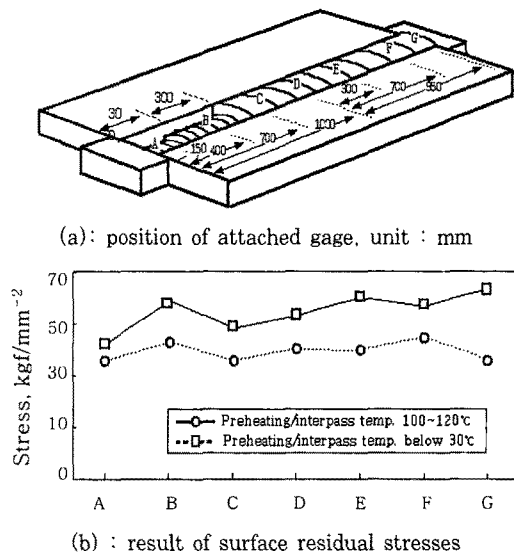 G
F
E
D
C
B
A
30
300
300
700
950
150
400
700
1000
(a): position of attached gage, unit : mm
Stress, kgf/mm⁻²
70
50
30
10
0
A B C D E F G
Preheating/interpass temp. 100~120℃
Preheating/interpass temp. below 30℃
(b) : result of surface residual stresses